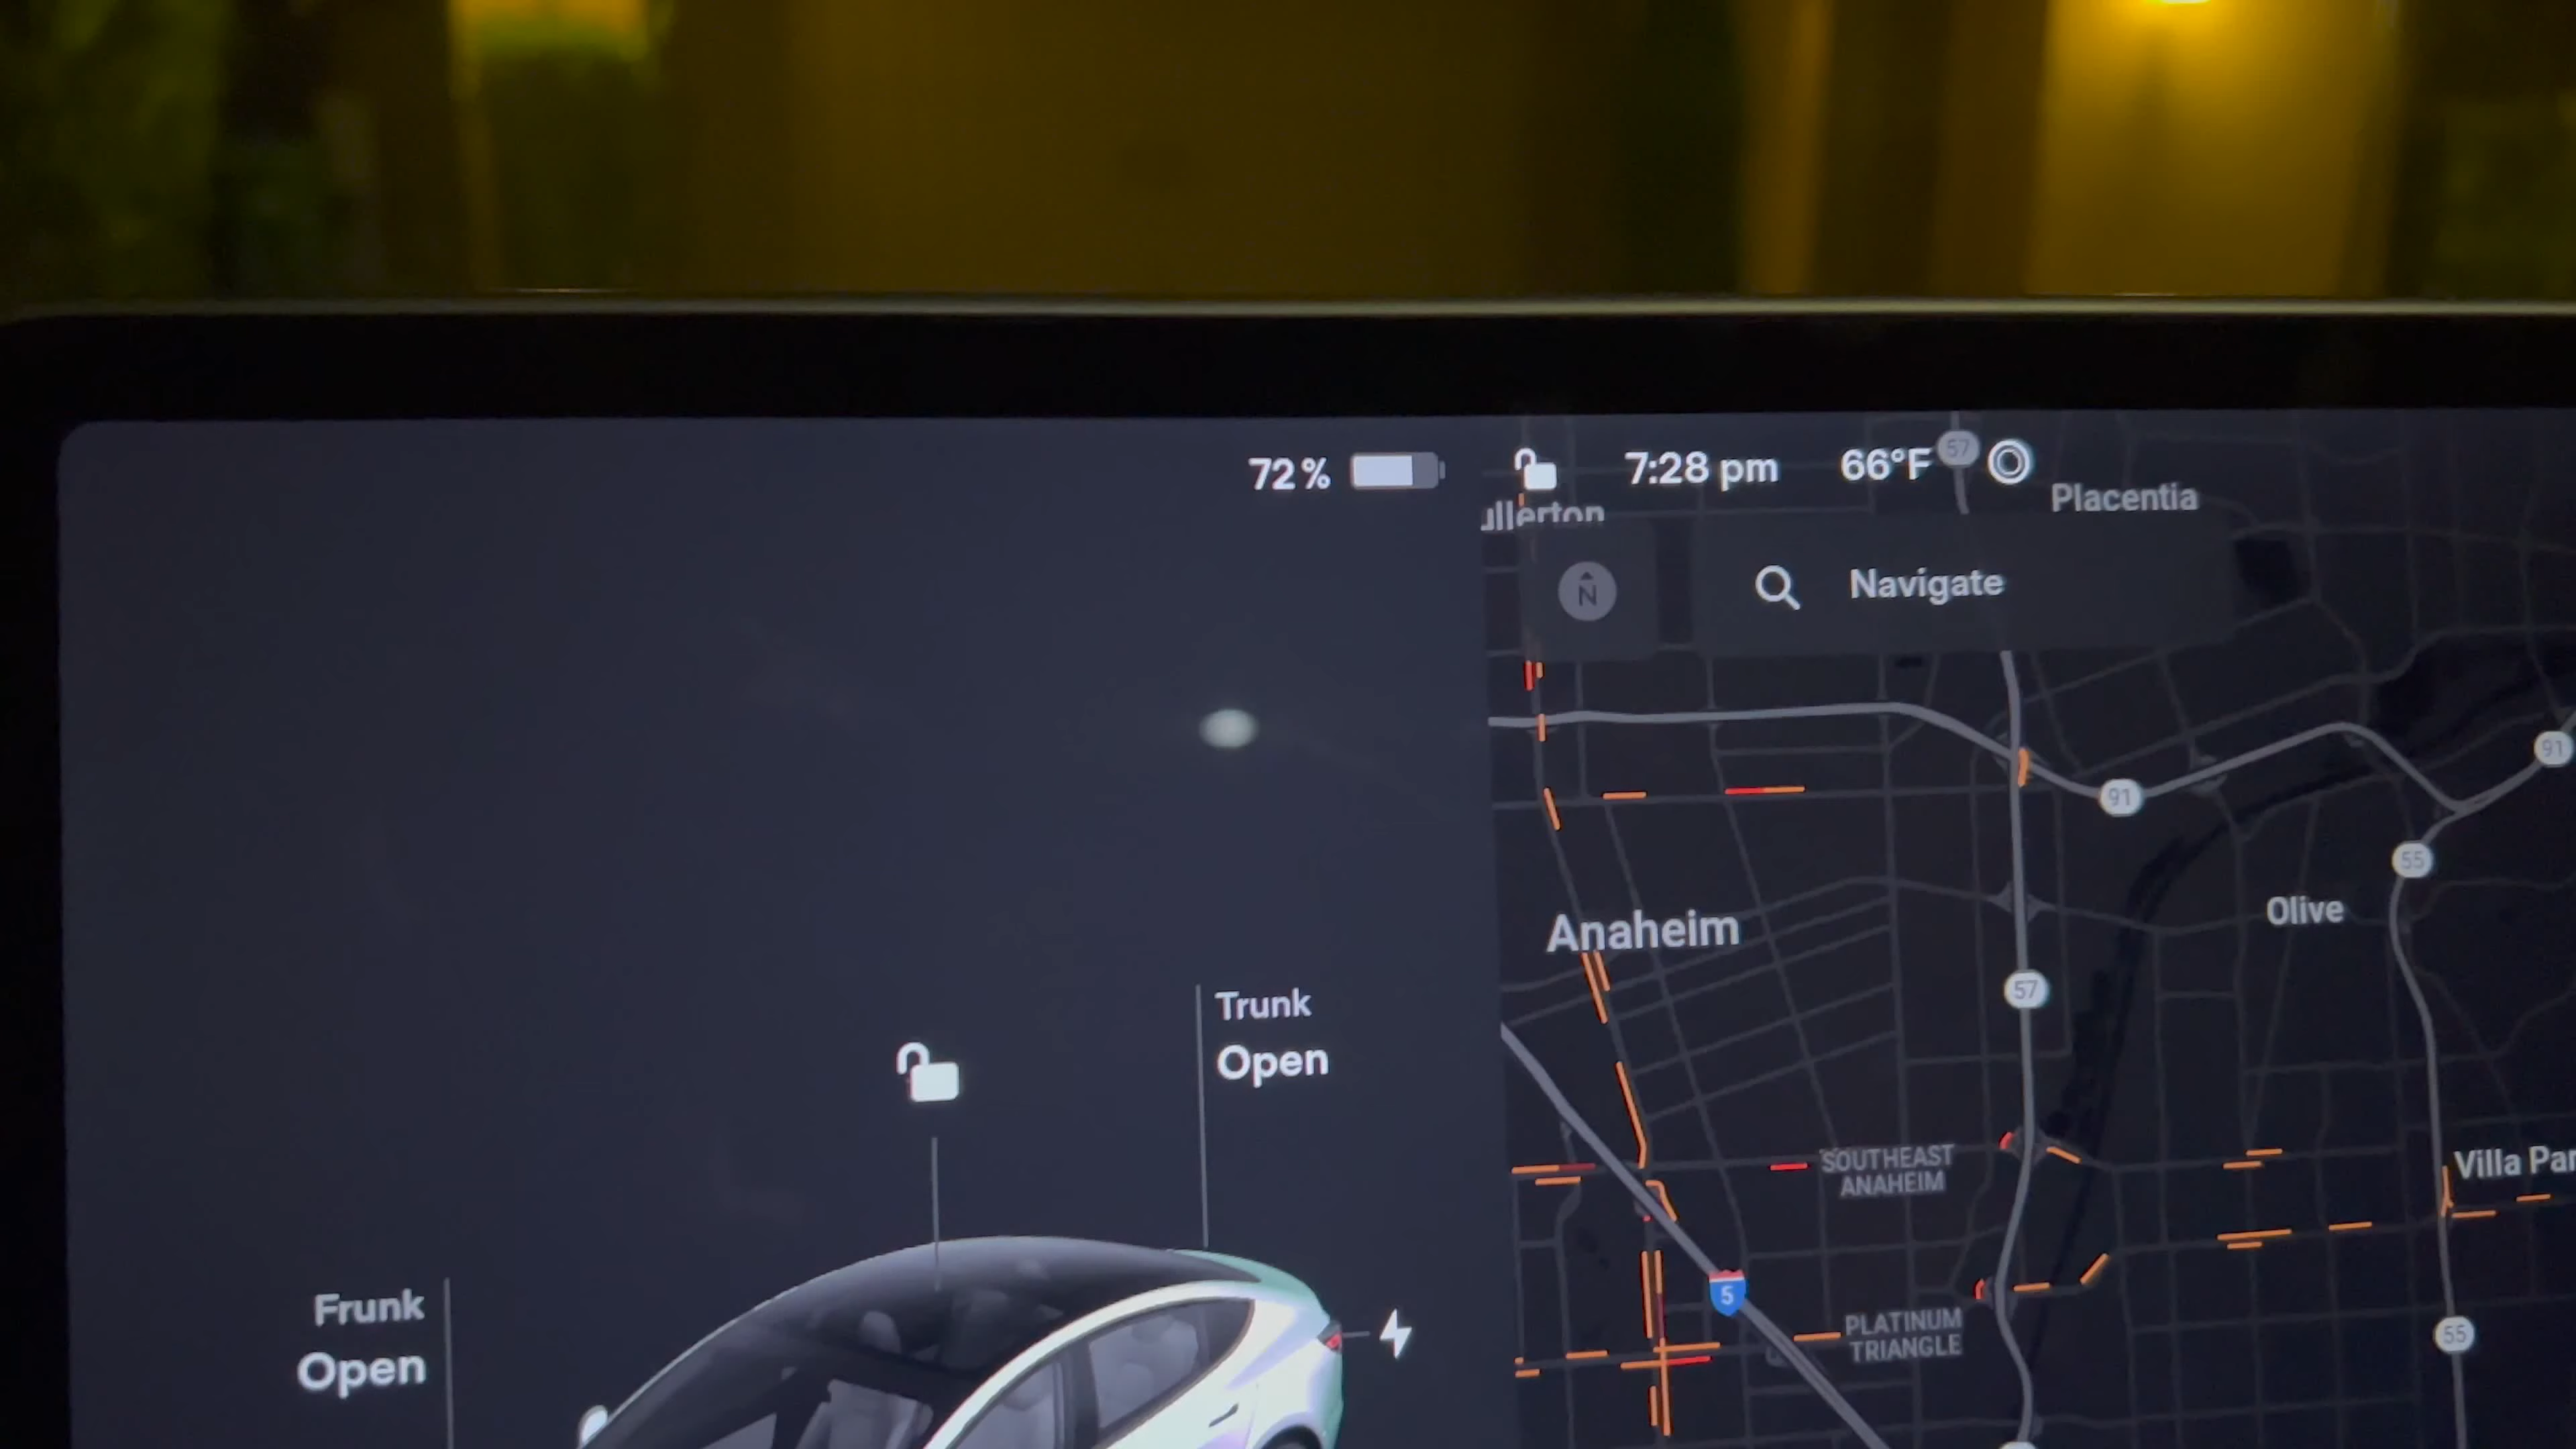 72%
7:28 pm
66°F
57
Placentia
ullerton
N
Navigate
91
91
55
Olive
Anaheim
57
Trunk
Open
SOUTHEAST
ANAHEIM
Villa Par
5
PLATINUM
TRIANGLE
55
Frunk
Open